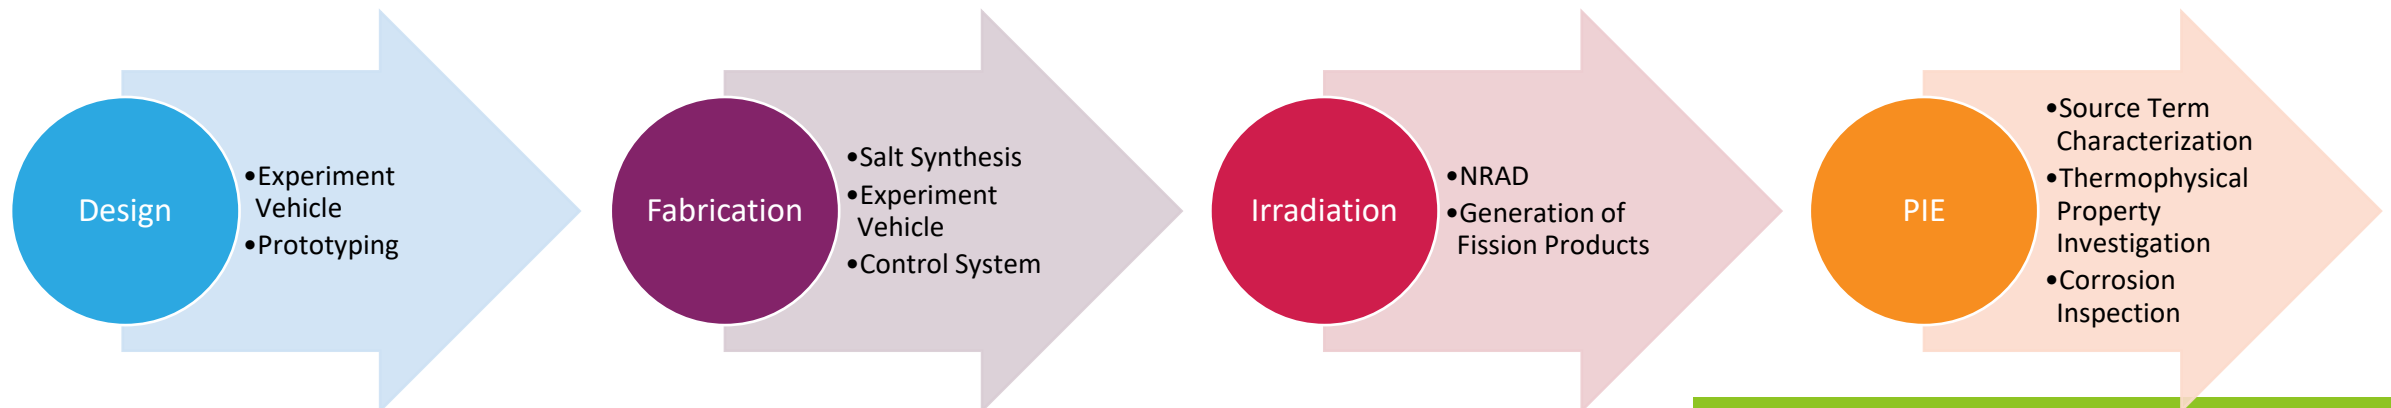 Design
•Experiment
Vehicle
•Prototyping
Fabrication
•Salt Synthesis
•Experiment
Vehicle
•Control System
Irradiation
•NRAD
•Generation of
Fission Products
PIE
•Source Term
Characterization
•Thermophysical
Property
Investigation
•Corrosion
Inspection